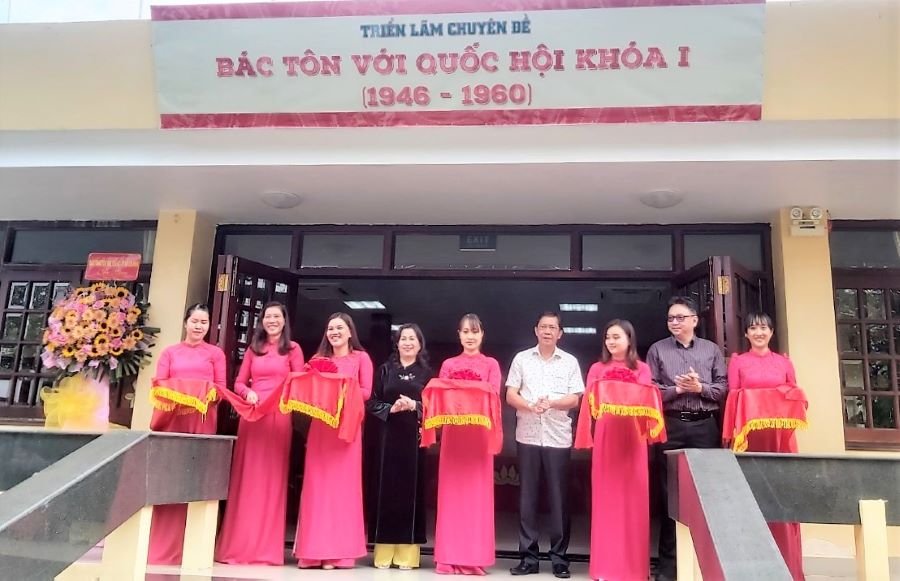 TRIỂN LÃM CHUYÊN ĐỀ
BÁC TÔN VỚI QUỐC HỘI KHÓA I
(1946 - 1960)
EXIT